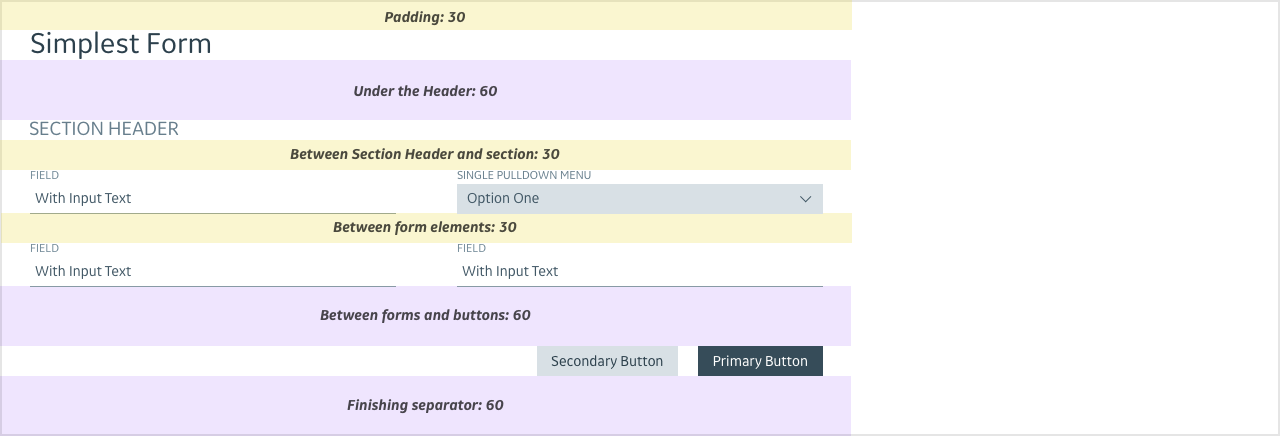 Padding: 30
Simplest Form
Under the Header: 60
SECTION HEADER
Between Section Header and section: 30
FIELD SINGLE PULLDOWN MENU
With Input Text Option One
Between form elements: 30
FIELD FIELD
With Input Text With Input Text
Between forms and buttons: 60
Secondary Button Primary Button
Finishing separator: 60